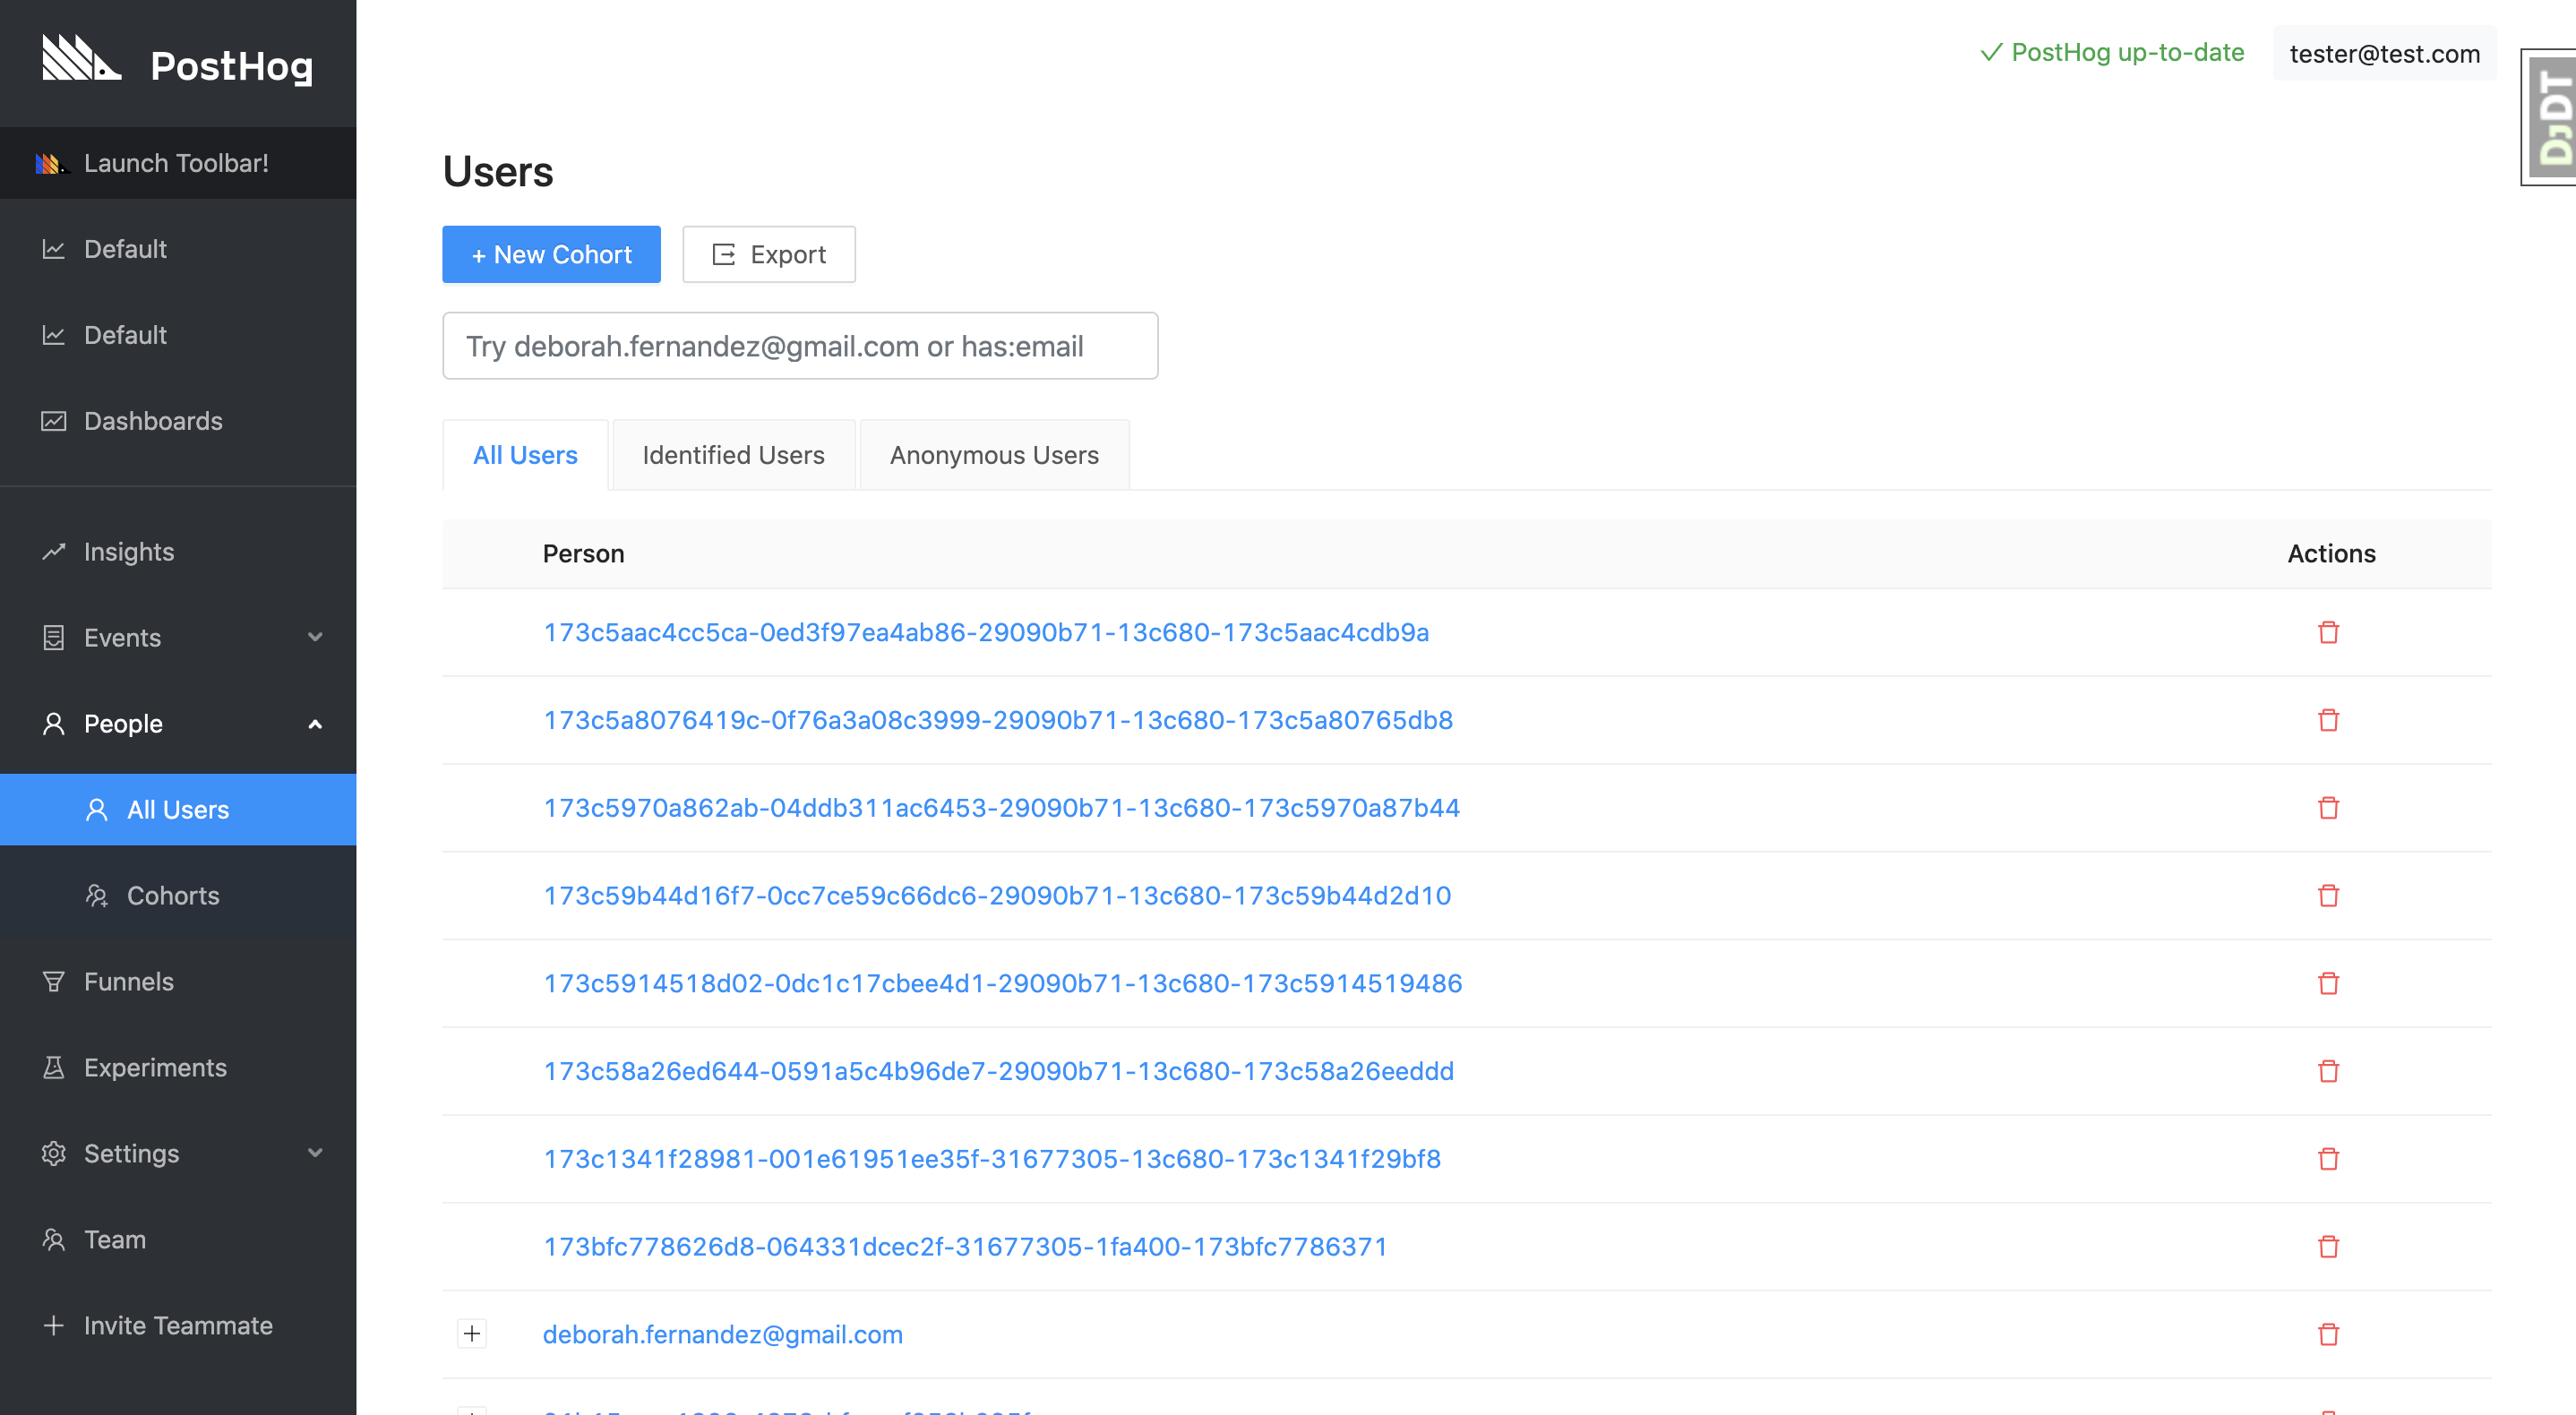 PostHog
Launch Toolbar!
Default
Default
Dashboards
Insights
Events
People
All Users
Cohorts
Funnels
Experiments
Settings
Team
Invite Teammate
PostHog up-to-date
tester@test.com
DjDT
Users
+ New Cohort
Export
Try deborah.fernandez@gmail.com or has:email
All Users
Identified Users
Anonymous Users
Person Actions
173c5aac4cc5ca-0ed3f97ea4ab86-29090b71-13c680-173c5aac4cdb9a
173c5a8076419c-0f76a3a08c3999-29090b71-13c680-173c5a80765db8
173c5970a862ab-04ddb311ac6453-29090b71-13c680-173c5970a87b44
173c59b44d16f7-0cc7ce59c66dc6-29090b71-13c680-173c59b44d2d10
173c5914518d02-0dc1c17cbee4d1-29090b71-13c680-173c5914519486
173c58a26ed644-0591a5c4b96de7-29090b71-13c680-173c58a26eeddd
173c1341f28981-001e61951ee35f-31677305-13c680-173c1341f29bf8
173bfc778626d8-064331dcec2f-31677305-1fa400-173bfc7786371
deborah.fernandez@gmail.com